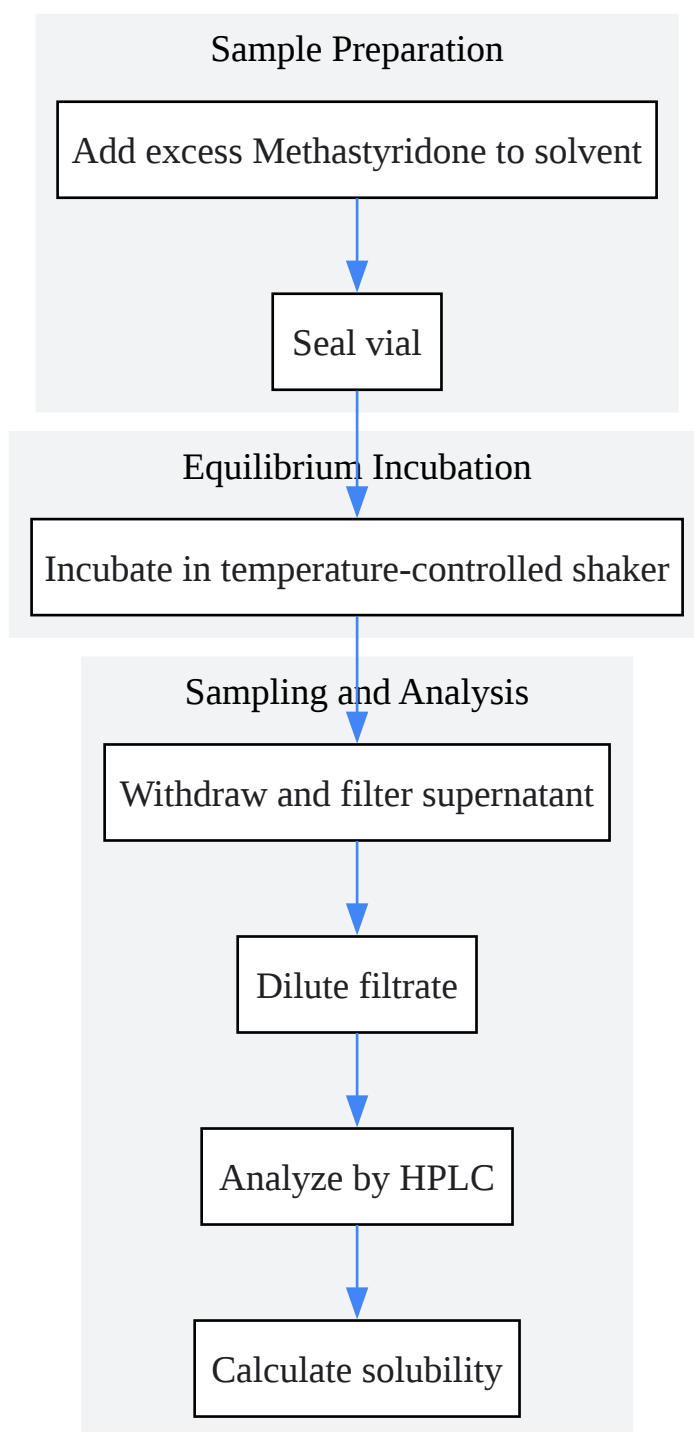 Sample Preparation
Add excess Methastyridone to solvent
Seal vial
Equilibrium Incubation
Incubate in temperature-controlled shaker
Sampling and Analysis
Withdraw and filter supernatant
Dilute filtrate
Analyze by HPLC
Calculate solubility